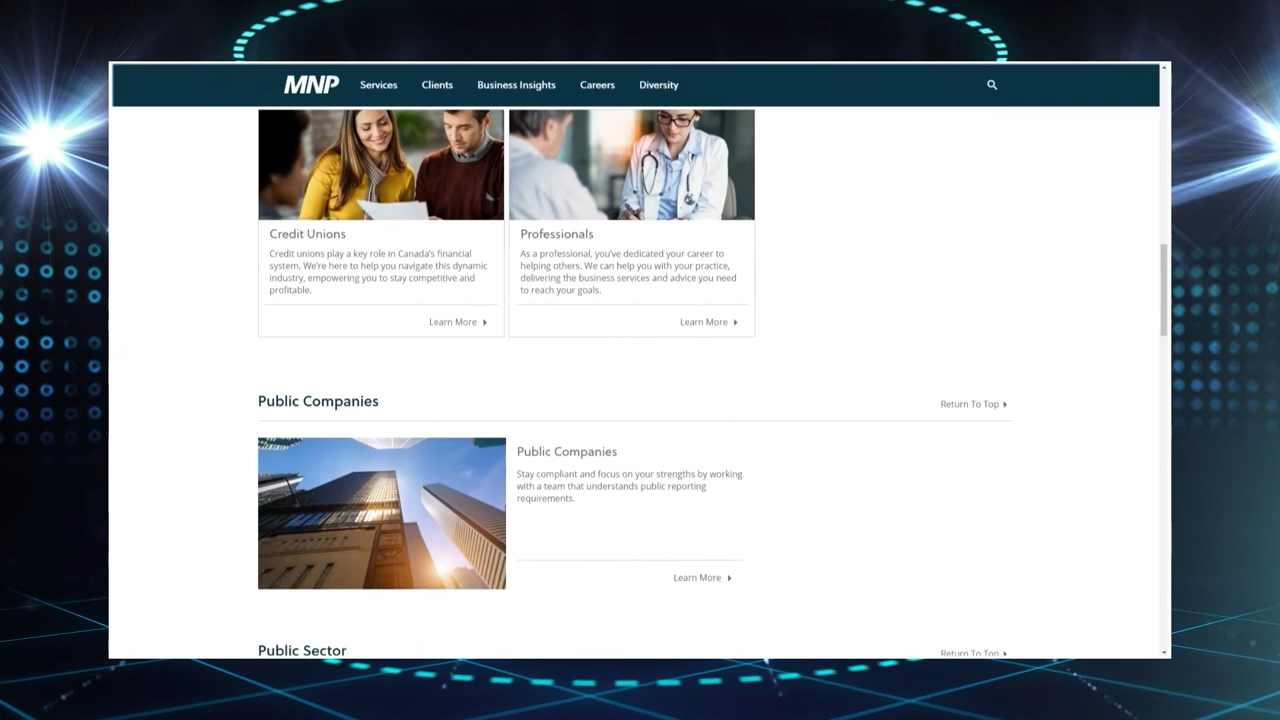 MNP Services Clients Business Insights Careers Diversity
Credit Unions
Credit unions play a key role in Canada's financial
system. We're here to help you navigate this dynamic
industry, empowering you to stay competitive and
profitable.
Learn More
Professionals
As a professional, you've dedicated your career to
helping others. We can help you with your practice,
delivering the business services and advice you need
to reach your goals.
Learn More
Public Companies
Return To Top
Public Companies
Stay compliant and focus on your strengths by working
with a team that understands public reporting
requirements.
Learn More
Public Sector
Return To Top